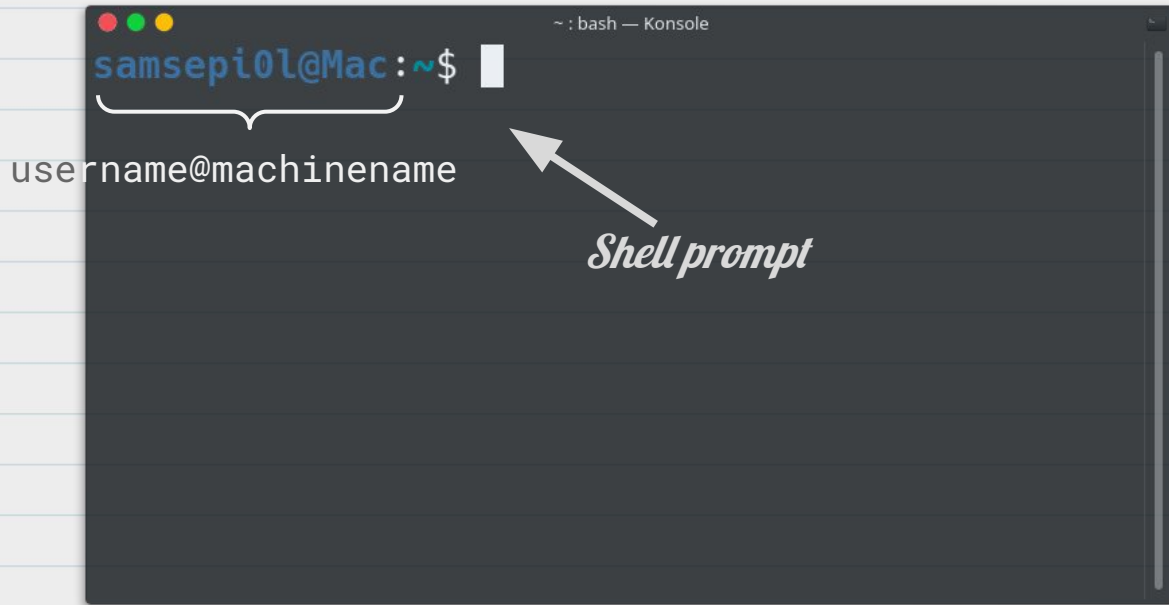 ~ : bash — Konsole
samsepi0l@Mac:~$
username@machinename
Shell prompt